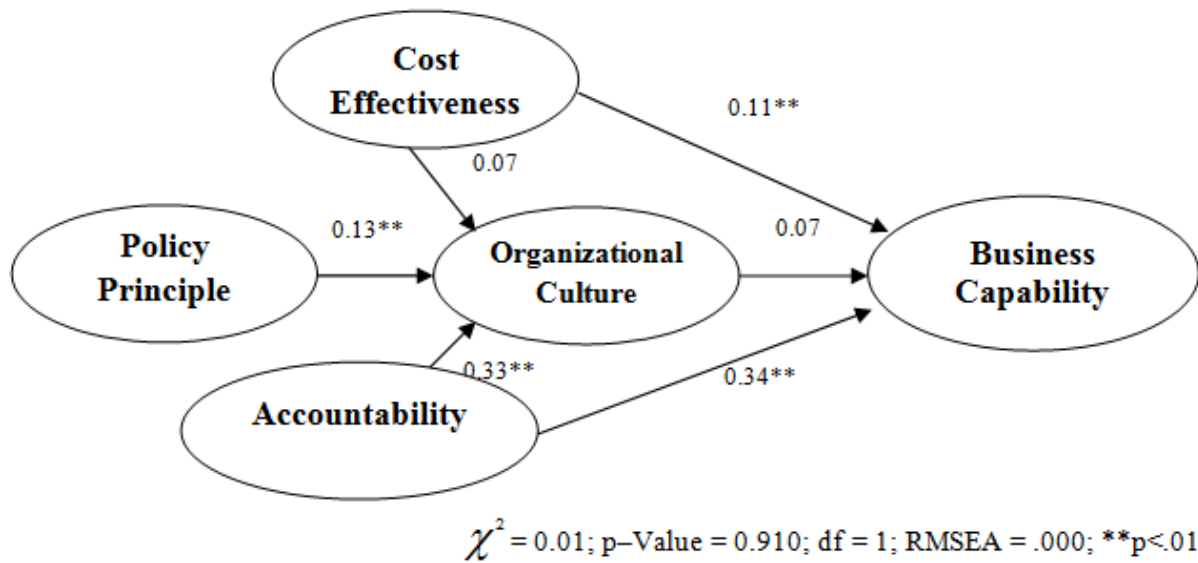 Cost
Effectiveness
0.11**
0.07
Policy
Principle
0.13**
Organizational
Culture
0.07
Business
Capability
0.33**
0.34**
Accountability
χ² = 0.01; p–Value = 0.910; df = 1; RMSEA = .000; **p<.01